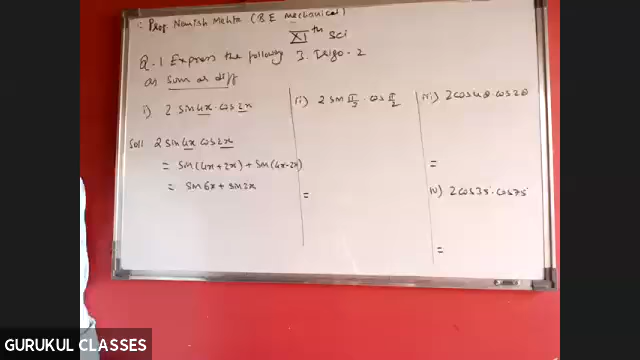 : Prof. Namish Mehta (B E mechanical)
XIth sci
Q.1 Express the following 3. Trigo-2
as sum or diff
i) 2 sin 4x . cos 2x
Soln 2 sin 4x . cos 2x
= sin (4x + 2x) + sin (4x - 2x)
= sin 6x + sin 2x
ii) 2 sin π/3 . cos π/2
=
iii) 2 cos 4θ . cos 2θ
=
iv) 2 cos 35° . cos 75°
=
GURUKUL CLASSES